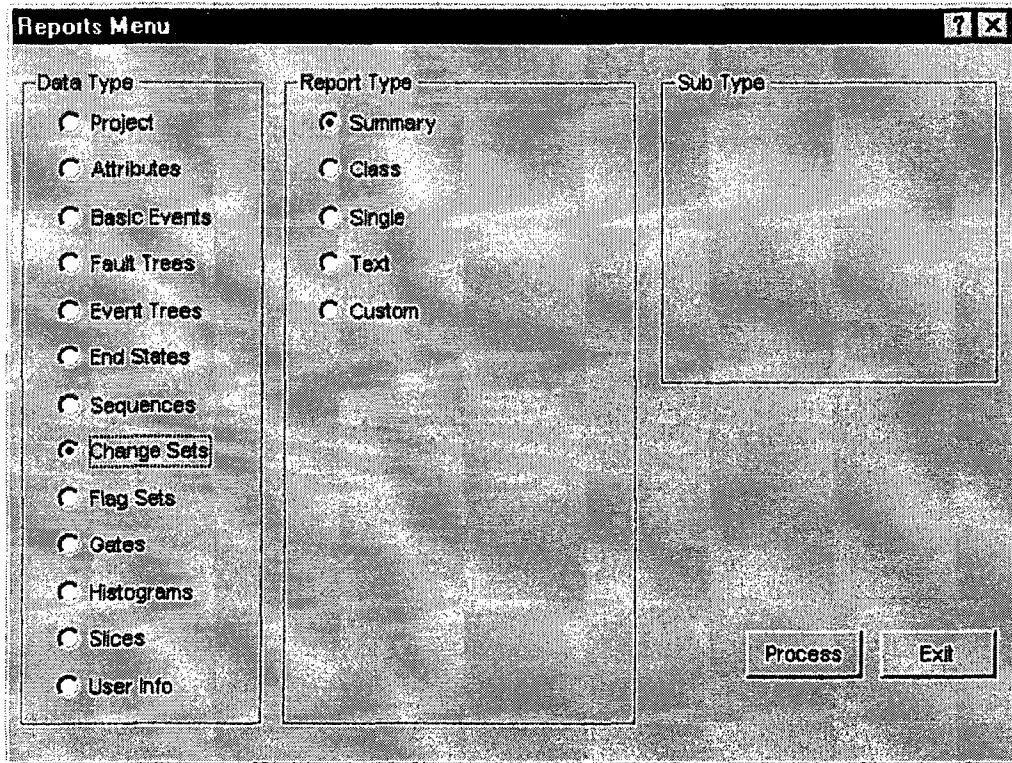 Reports Menu
Data Type
Project
Attributes
Basic Events
Fault Trees
Event Trees
End States
Sequences
Change Sets
Flag Sets
Gates
Histograms
Slices
User Info
Report Type
Summary
Class
Single
Text
Custom
Sub Type
Process
Exit